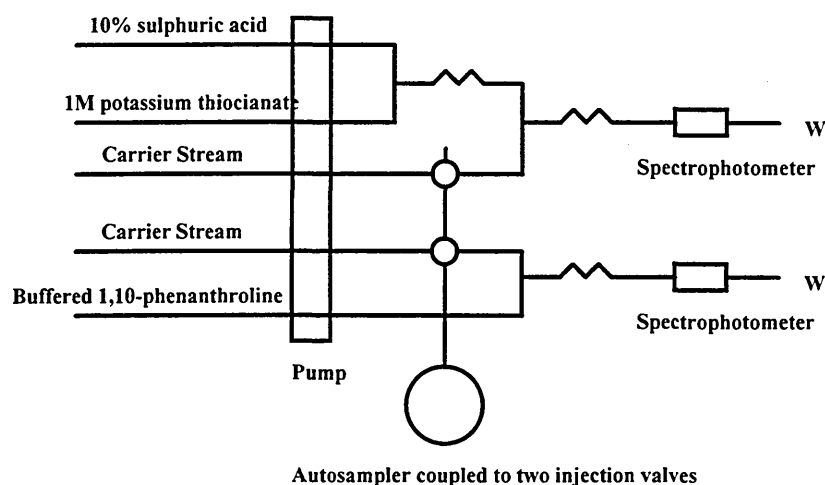 10% sulphuric acid
1M potassium thiocianate
Carrier Stream
W
Spectrophotometer
Carrier Stream
Buffered 1,10-phenanthroline
W
Spectrophotometer
Pump
Autosampler coupled to two injection valves